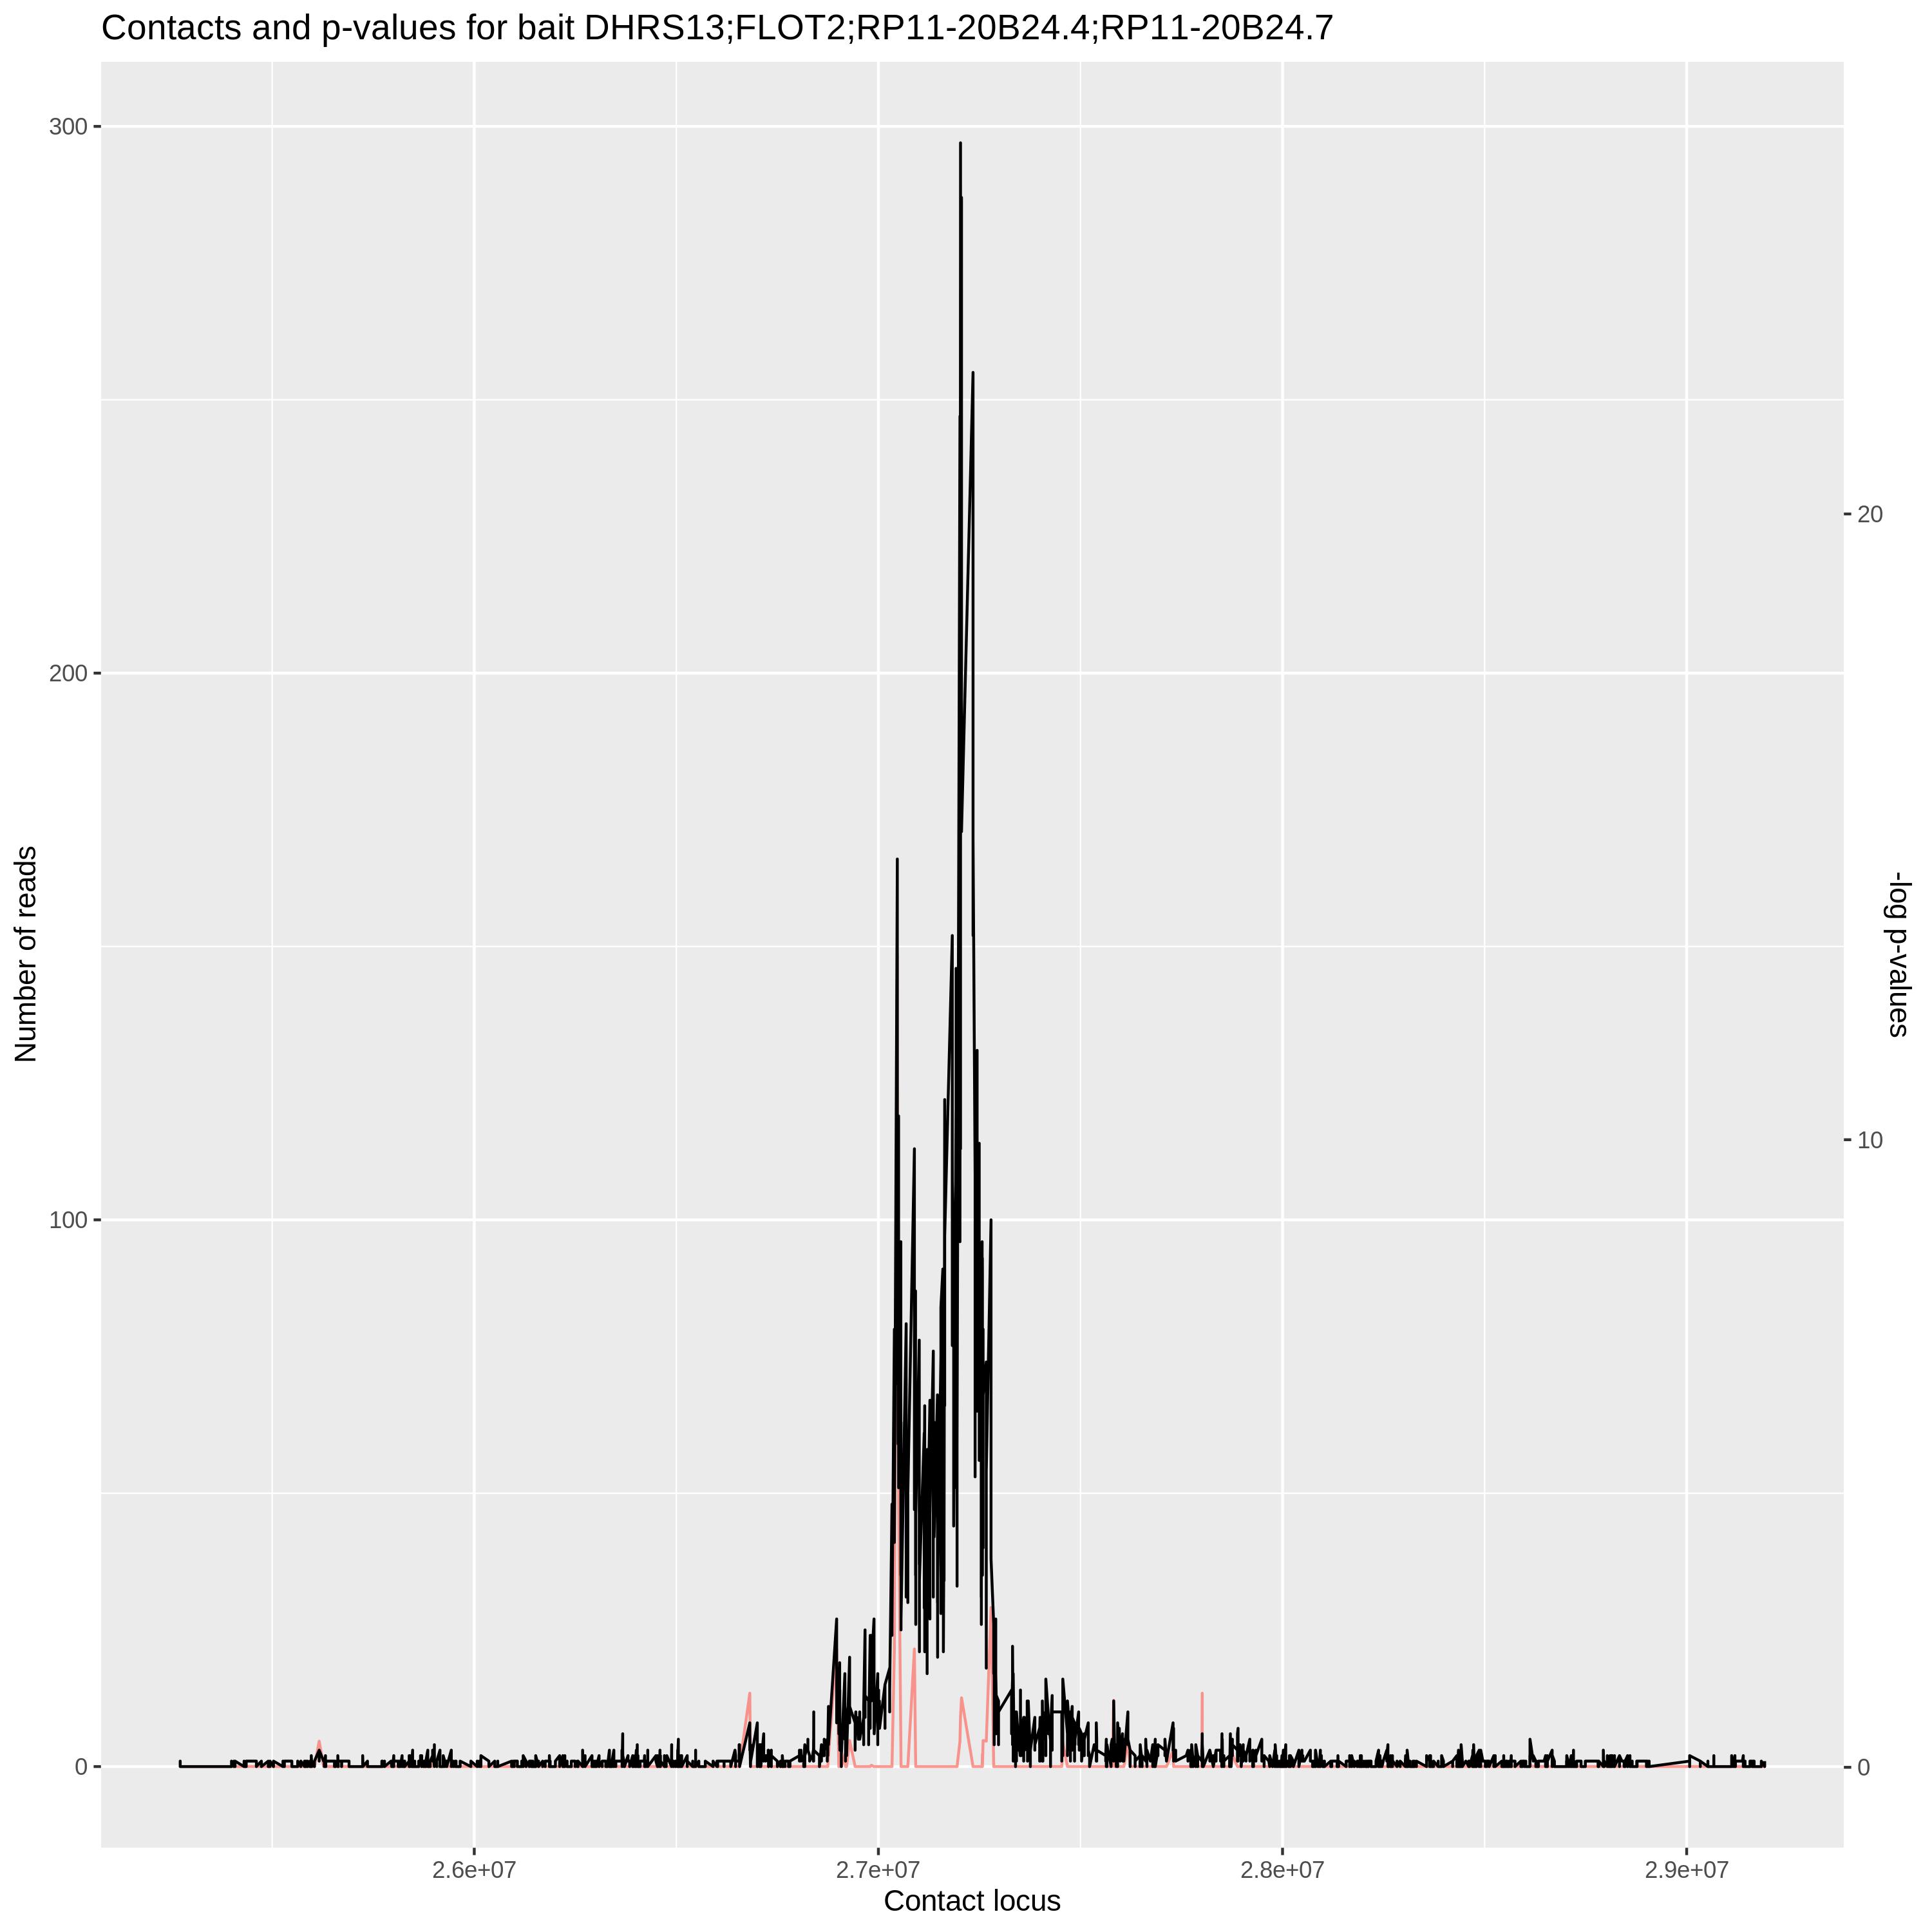 Contacts and p-values for bait DHRS13;FLOT2;RP11-20B24.4;RP11-20B24.7
300
200
100
0
Number of reads
20
10
0
-log p-values
2.6e+07
2.7e+07
2.8e+07
2.9e+07
Contact locus